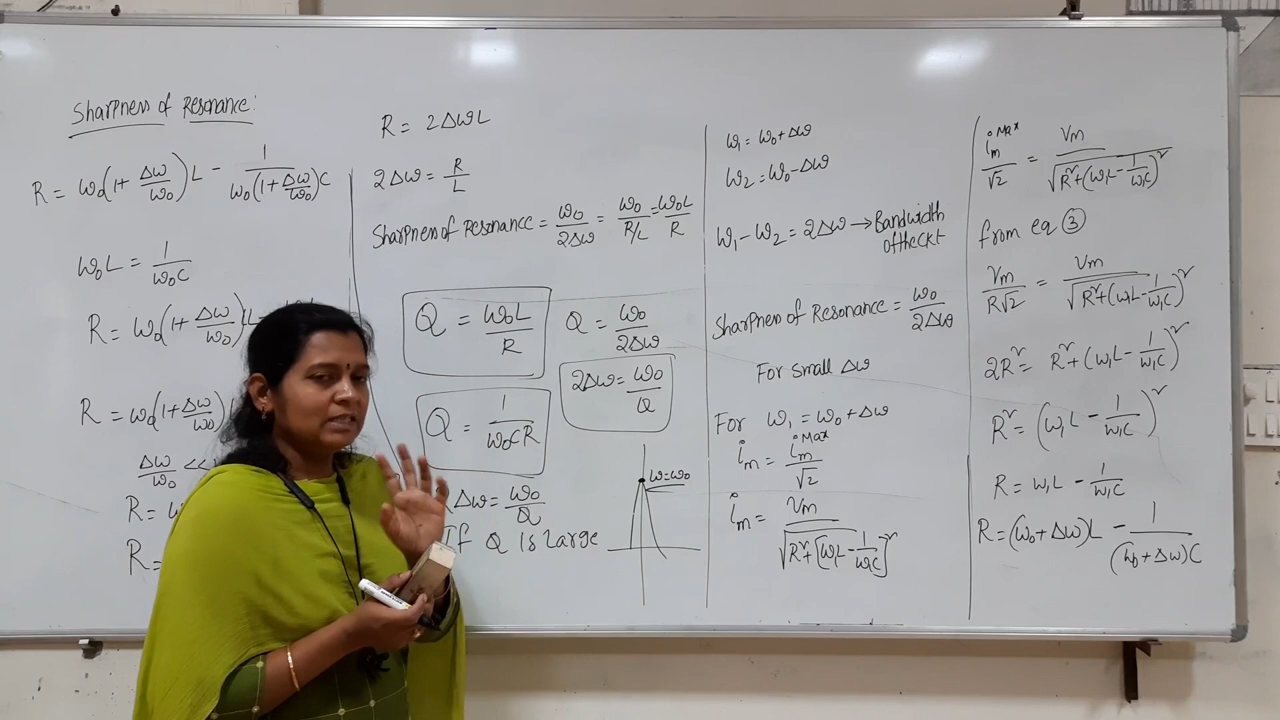 Sharpness of Resonance:
R = ω₀(1+ Δω/ω₀)L − 1/(ω₀(1+Δω/ω₀)C)
ω₀L = 1/(ω₀C)
R = ω₀(1+ Δω/ω₀)L −
R = ω₀(1+Δω/ω₀)
Δω/ω₀ <<
R =
R =
R = 2ΔωL
2Δω = R/L
Sharpness of Resonance = ω₀/2Δω = ω₀/(R/L) = ω₀L/R
Q = ω₀L/R
Q = ω₀/2Δω
2Δω = ω₀/Q
Q = 1/(ω₀CR)
Δω = ω₀/Q
If Q is large
ω=ω₀
ω₁ = ω₀ + Δω
ω₂ = ω₀ − Δω
ω₁ − ω₂ = 2Δω → Bandwidth
of the ckt
Sharpness of Resonance = ω₀/2Δω
For small Δω
For ω₁ = ω₀ + Δω
iₘ = iₘᴹᵃˣ/√2
iₘ = Vₘ/√(R²+[ω₁L − 1/(ω₁C)]²)
iₘᴹᵃˣ/√2 = Vₘ/√(R²+(ω₁L − 1/(ω₁C))²)
from eq ③
Vₘ/(R√2) = Vₘ/√(R²+(ω₁L − 1/(ω₁C))²)
2R² = R² + (ω₁L − 1/(ω₁C))²
R² = (ω₁L − 1/(ω₁C))²
R = ω₁L − 1/(ω₁C)
R = (ω₀+Δω)L − 1/((ω₀+Δω)C)